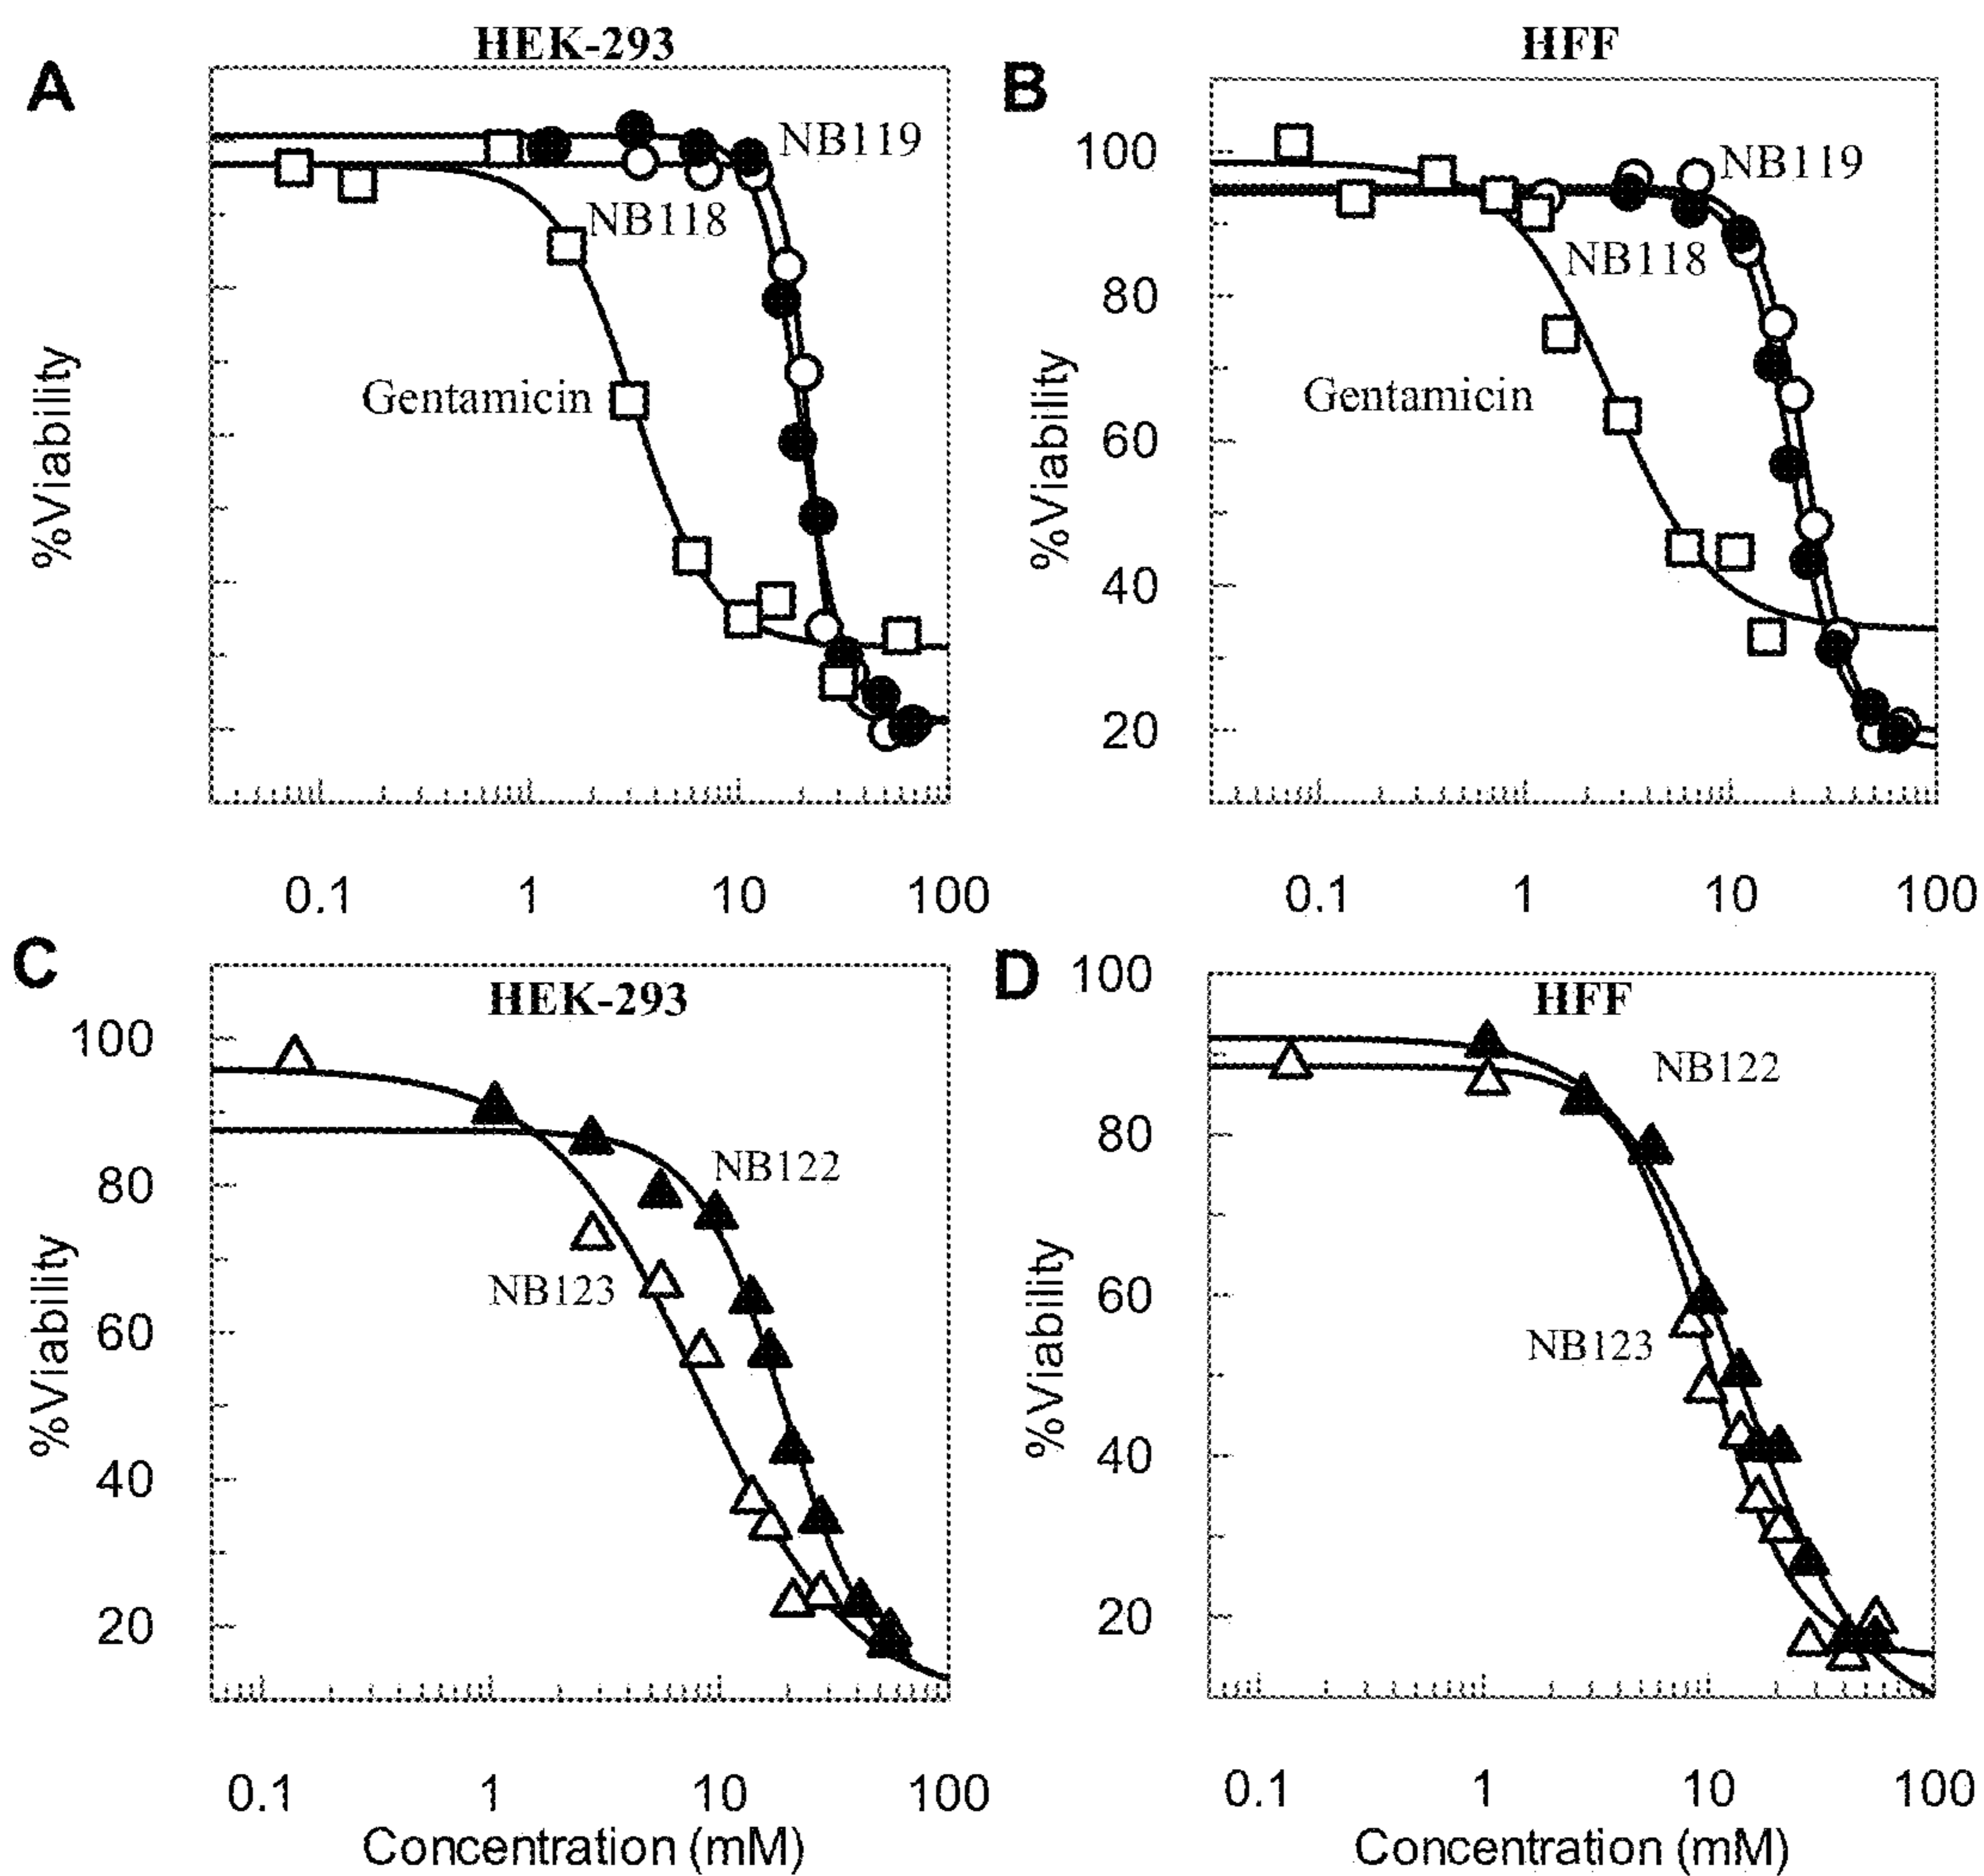 A
HEK-293
NB119
NB118
Gentamicin
%Viability
0.1 1 10 100
B
HFF
100
80
60
40
20
NB119
NB118
Gentamicin
%Viability
0.1 1 10 100
C
HEK-293
100
80
60
40
20
NB122
NB123
%Viability
0.1 1 10 100
Concentration (mM)
D
HFF
100
80
60
40
20
NB122
NB123
%Viability
0.1 1 10 100
Concentration (mM)